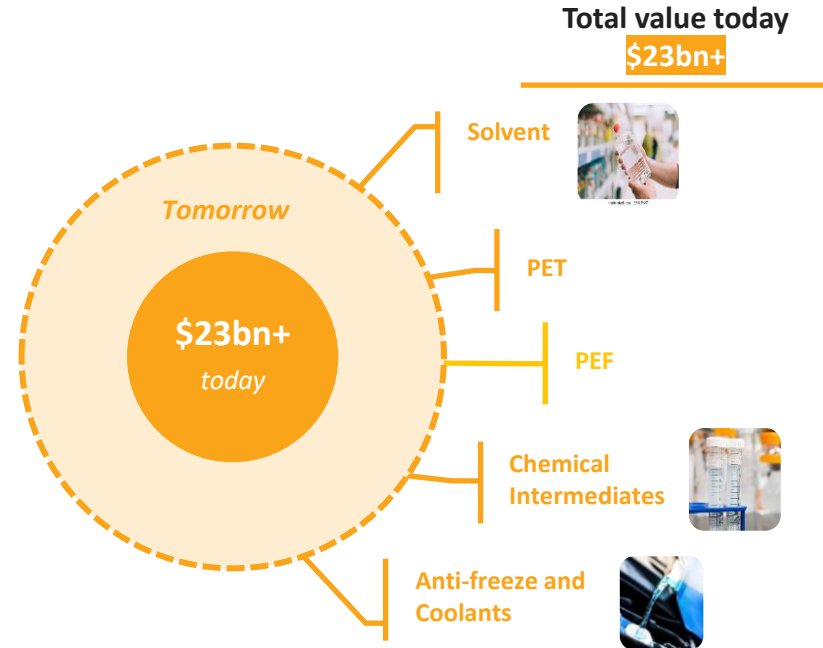 Total value today
$23bn+
Solvent
Tomorrow
PET
$23bn+
today
PEF
Chemical
Intermediates
Anti-freeze and
Coolants